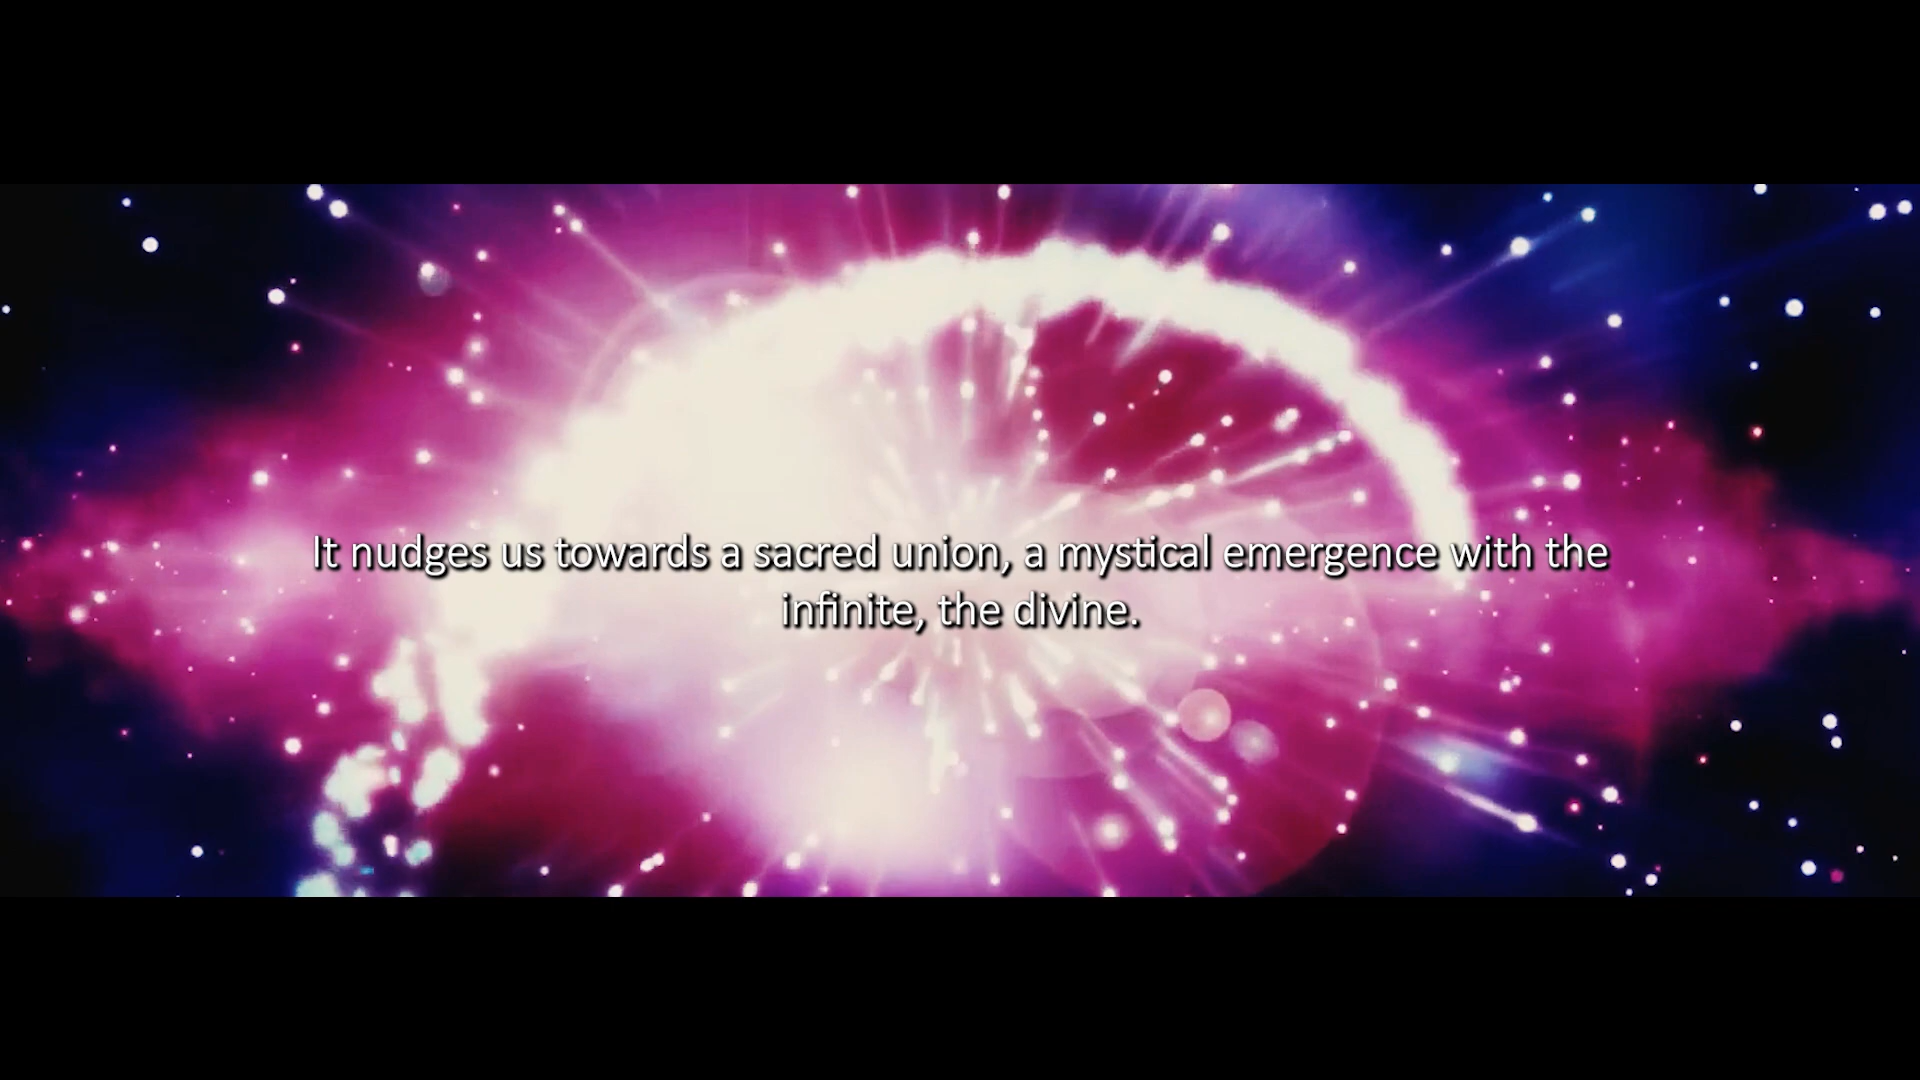 It nudges us towards a sacred union, a mystical emergence with the
infinite, the divine.